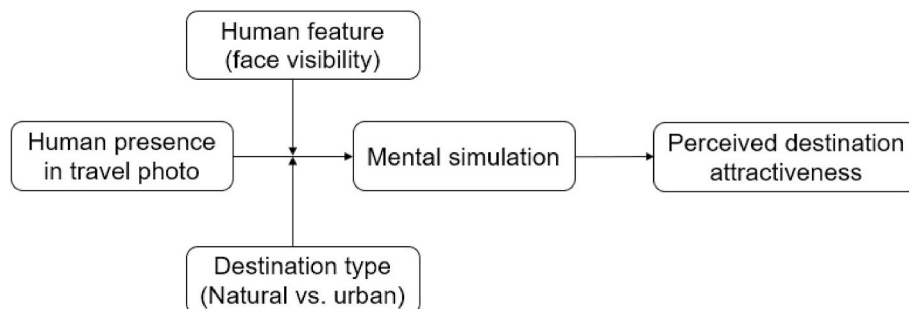 Human feature
(face visibility)
Human presence
in travel photo
Mental simulation
Perceived destination
attractiveness
Destination type
(Natural vs. urban)